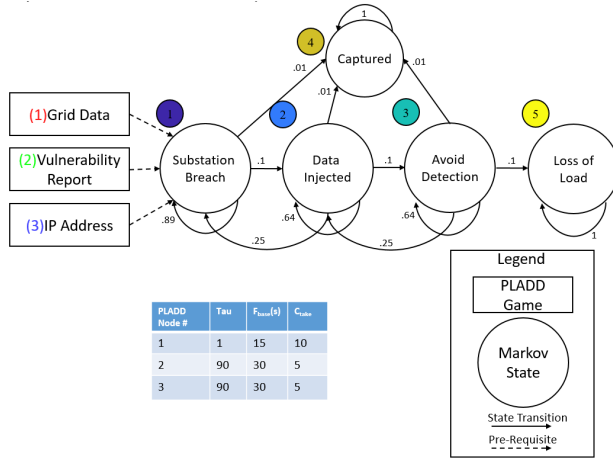 1
4
Captured
.01
.01
.01
(1)Grid Data
1
2
3
5
(2)Vulnerability
Report
Substation
Breach
.1
Data
Injected
.1
Avoid
Detection
.1
Loss of
Load
(3)IP Address
.89
.64
.64
1
.25
.25
Legend
PLADD
Game
Markov
State
State Transition
Pre-Requisite
PLADD Node # Tau Fbase(s) Ctake
1 1 15 10
2 90 30 5
3 90 30 5